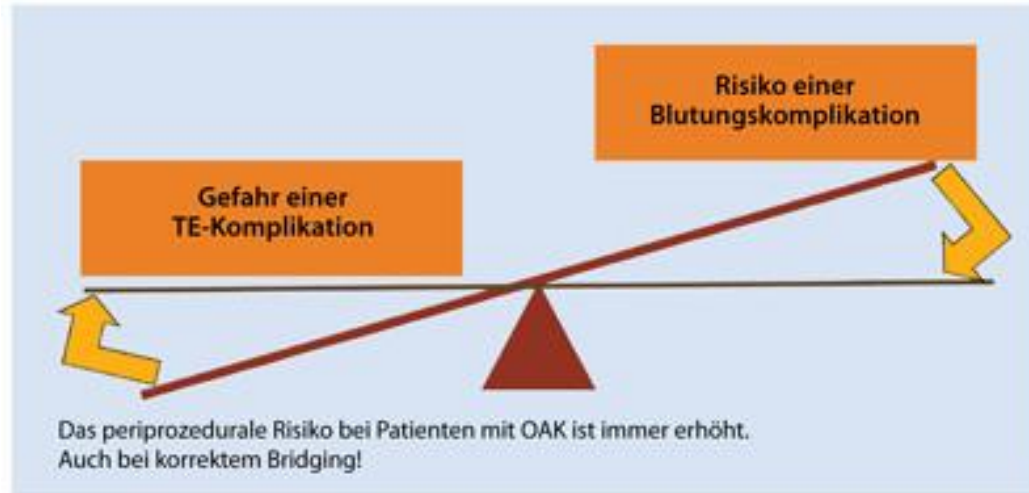 Risiko einer
Blutungskomplikation
Gefahr einer
TE-Komplikation
Das periprozedurale Risiko bei Patienten mit OAK ist immer erhöht.
Auch bei korrektem Bridging!